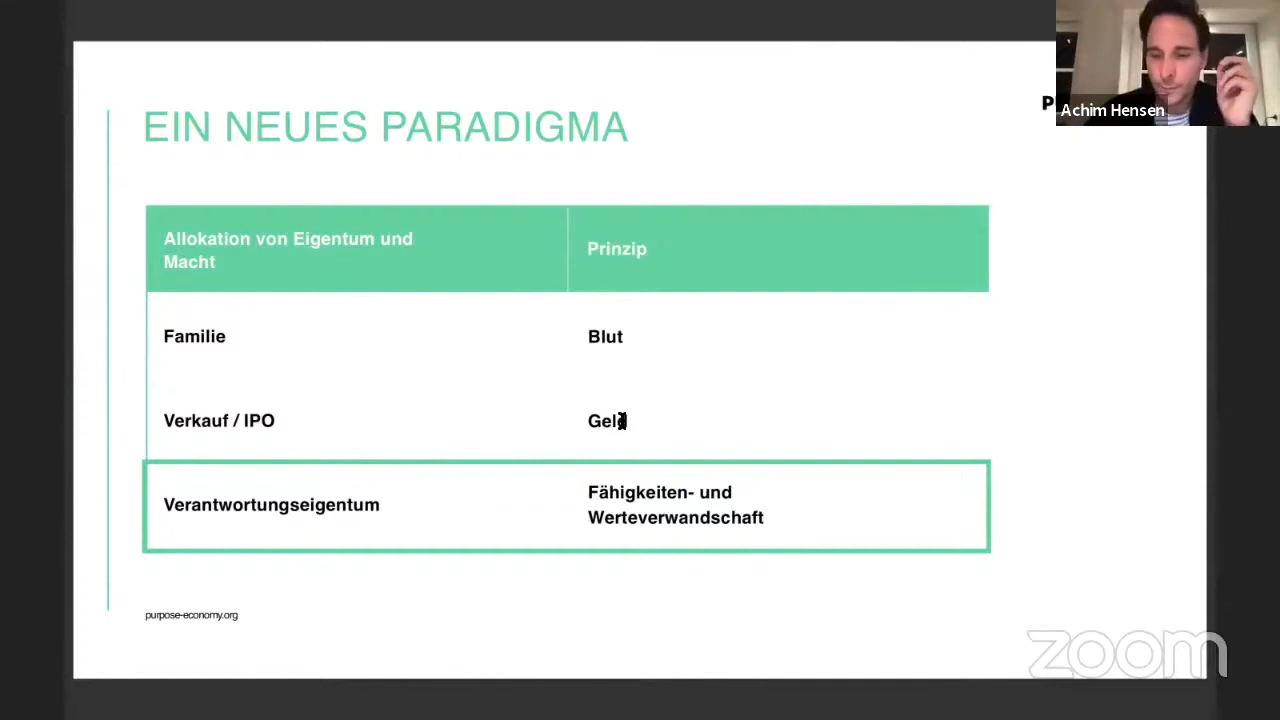 EIN NEUES PARADIGMA
P
Achim Hensen
Allokation von Eigentum und
Macht
Prinzip
Familie
Blut
Verkauf / IPO
Geld
Verantwortungseigentum
Fähigkeiten- und
Werteverwandschaft
purpose-economy.org
zoom